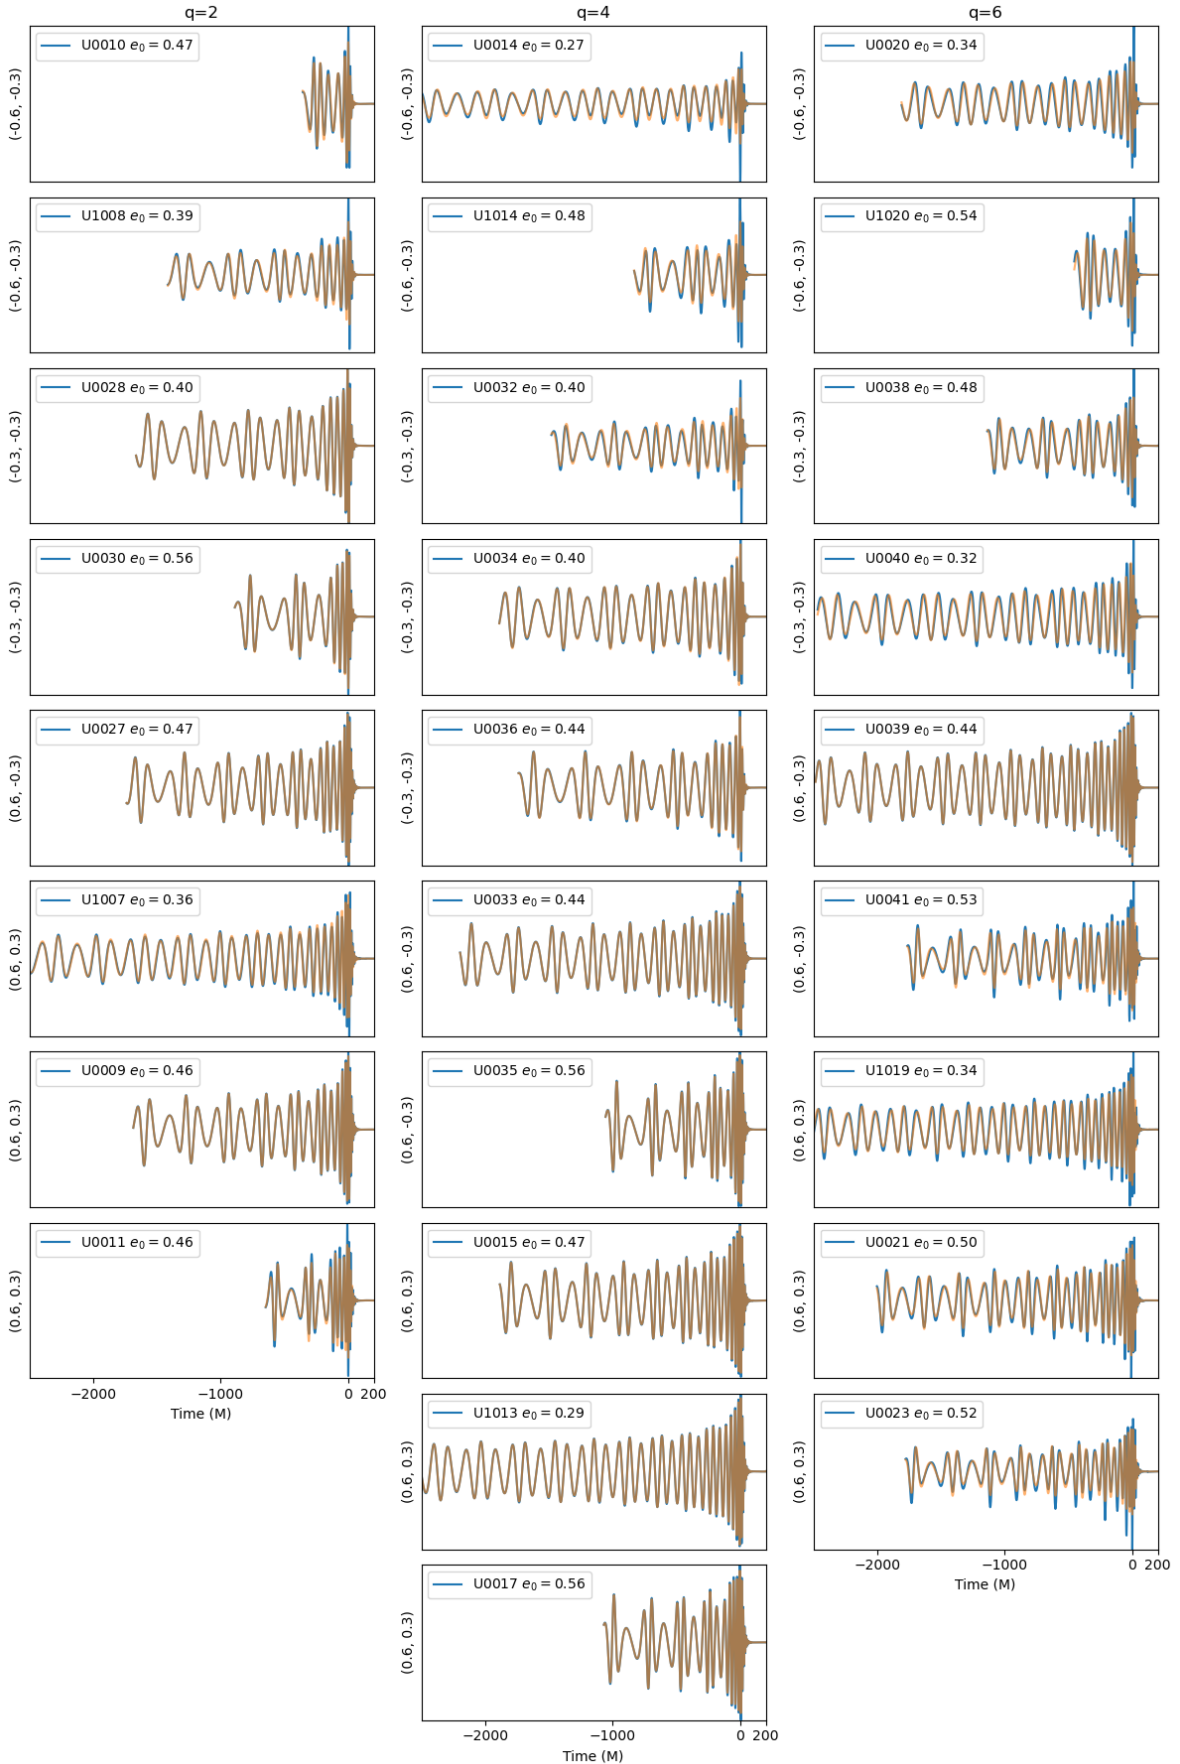 q=2
q=4
q=6
U0010 e₀ = 0.47
(-0.6, -0.3)
U0014 e₀ = 0.27
(-0.6, -0.3)
U0020 e₀ = 0.34
(-0.6, -0.3)
U1008 e₀ = 0.39
(-0.6, -0.3)
U1014 e₀ = 0.48
(-0.6, -0.3)
U1020 e₀ = 0.54
(-0.6, -0.3)
U0028 e₀ = 0.40
(-0.3, -0.3)
U0032 e₀ = 0.40
(-0.3, -0.3)
U0038 e₀ = 0.48
(-0.3, -0.3)
U0030 e₀ = 0.56
(-0.3, -0.3)
U0034 e₀ = 0.40
(-0.3, -0.3)
U0040 e₀ = 0.32
(-0.3, -0.3)
U0027 e₀ = 0.47
(0.6, -0.3)
U0036 e₀ = 0.44
(-0.3, -0.3)
U0039 e₀ = 0.44
(0.6, -0.3)
U1007 e₀ = 0.36
(0.6, 0.3)
U0033 e₀ = 0.44
(0.6, -0.3)
U0041 e₀ = 0.53
(0.6, -0.3)
U0009 e₀ = 0.46
(0.6, 0.3)
U0035 e₀ = 0.56
(0.6, -0.3)
U1019 e₀ = 0.34
(0.6, 0.3)
U0011 e₀ = 0.46
(0.6, 0.3)
−2000 −1000 0 200
Time (M)
U0015 e₀ = 0.47
(0.6, 0.3)
U0021 e₀ = 0.50
(0.6, 0.3)
U1013 e₀ = 0.29
(0.6, 0.3)
U0023 e₀ = 0.52
(0.6, 0.3)
−2000 −1000 0 200
Time (M)
U0017 e₀ = 0.56
(0.6, 0.3)
−2000 −1000 0 200
Time (M)